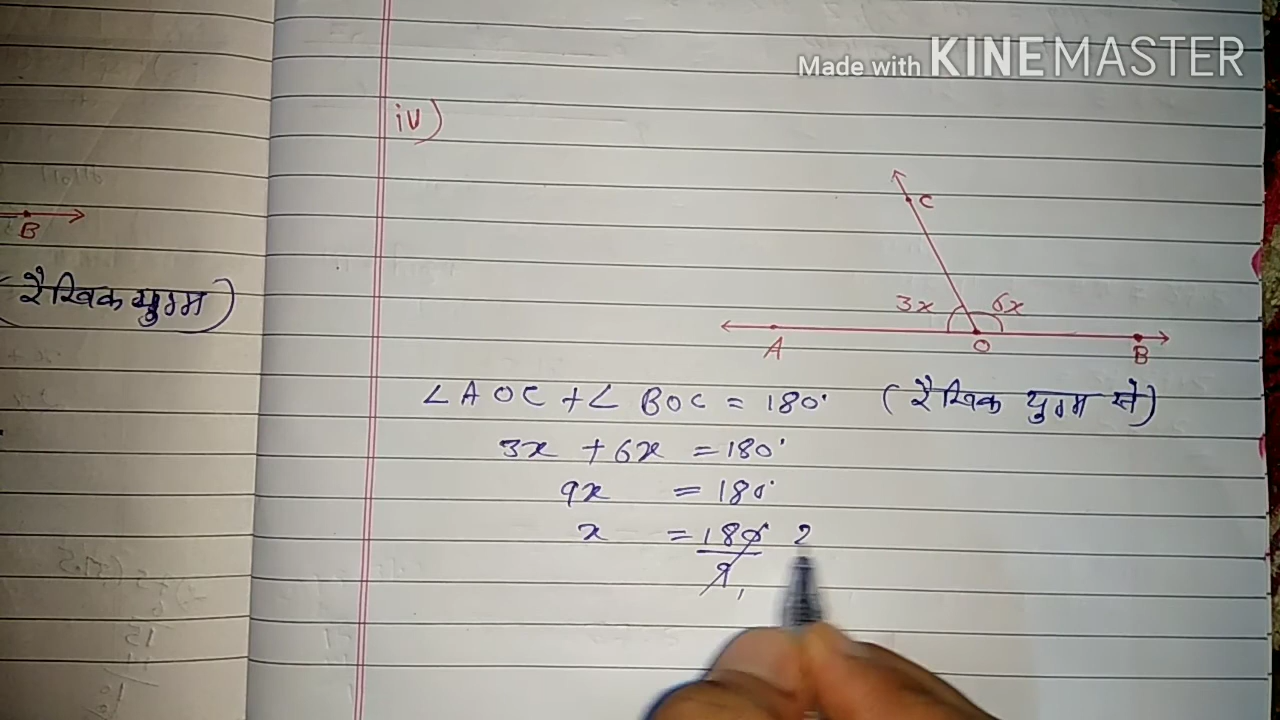 Made with KINEMASTER
iv)
C
3x 6x
A O B
B
(रैखिक युग्म)
∠AOC + ∠BOC = 180° (रैखिक युग्म से)
3x + 6x = 180°
9x = 180°
x = 180° 2
9 1